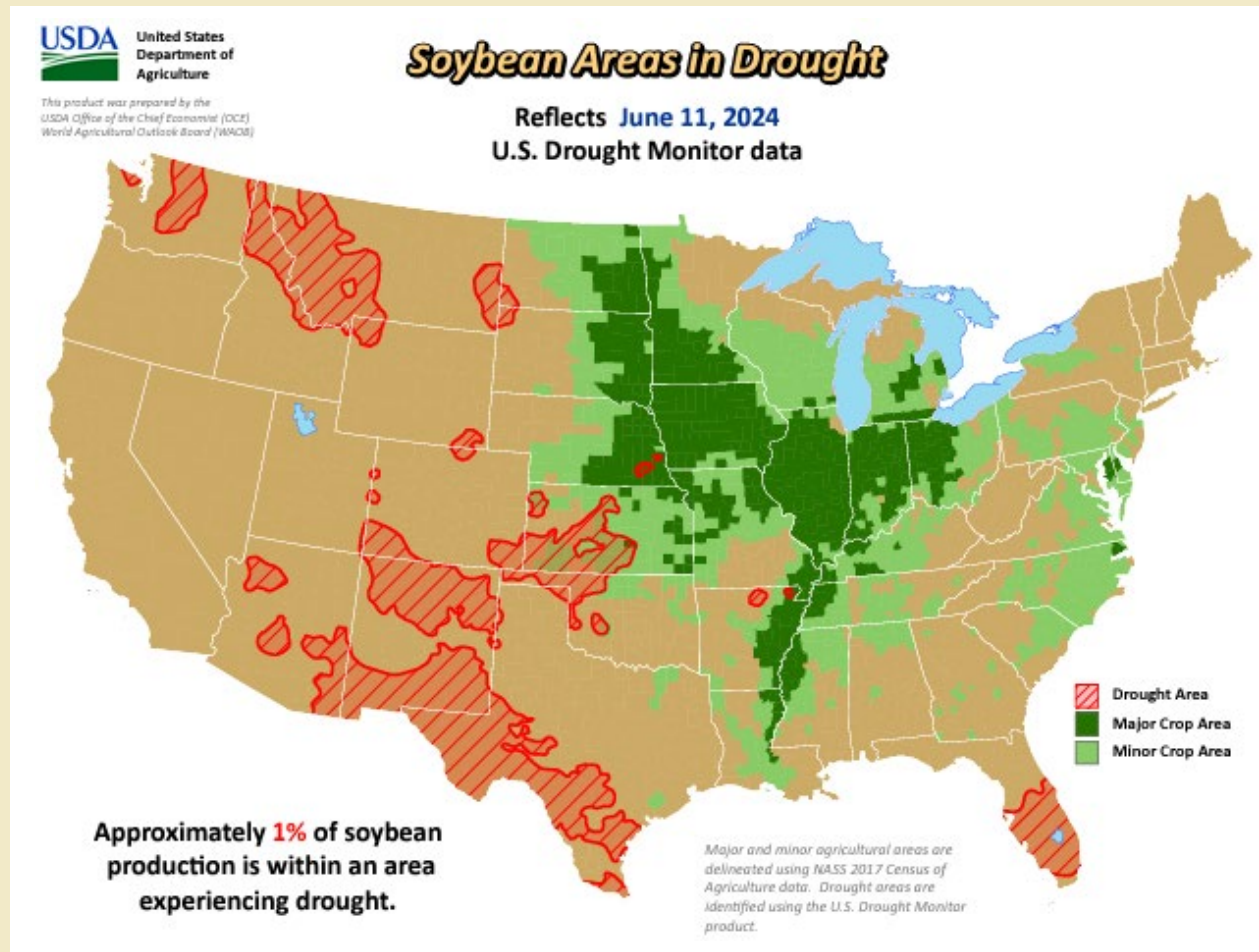 USDA
United States
Department of
Agriculture
This product was prepared by the
USDA Office of the Chief Economist (OCE)
World Agricultural Outlook Board (WAOB)
Soybean Areas in Drought
Reflects June 11, 2024
U.S. Drought Monitor data
Drought Area
Major Crop Area
Minor Crop Area
Approximately 1% of soybean
production is within an area
experiencing drought.
Major and minor agricultural areas are
delineated using NASS 2017 Census of
Agriculture data. Drought areas are
identified using the U.S. Drought Monitor
product.